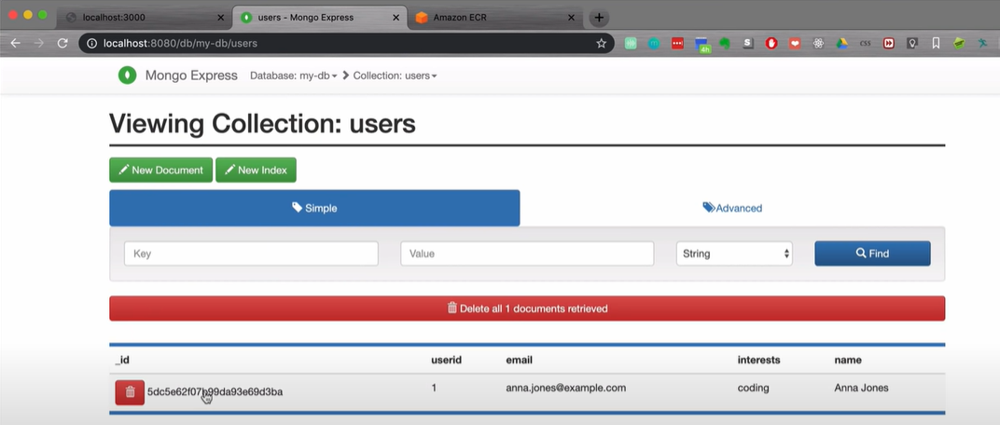 localhost:3000
users - Mongo Express
Amazon ECR
localhost:8080/db/my-db/users
4h
S
CSS
Mongo Express Database: my-db Collection: users
Viewing Collection: users
New Document New Index
Simple Advanced
Key Value String Find
Delete all 1 documents retrieved
_id userid email interests name
5dc5e62f07b99da93e69d3ba 1 anna.jones@example.com coding Anna Jones